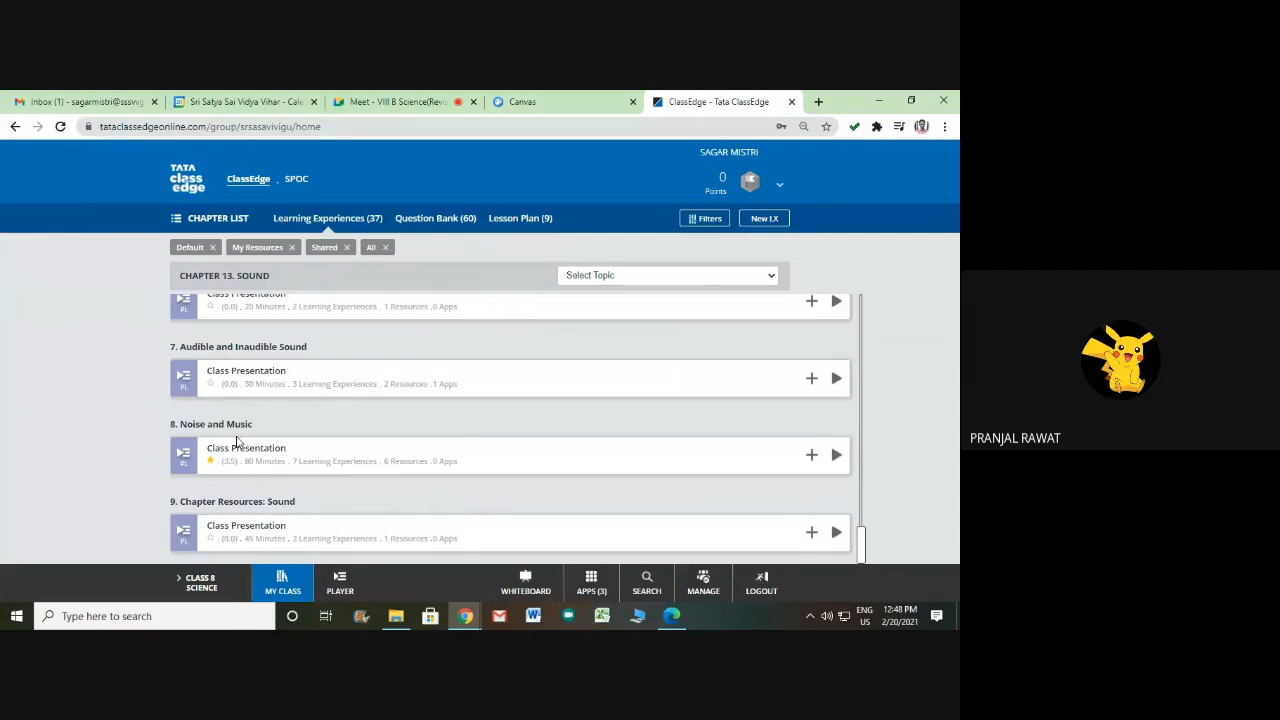 Inbox (1) - sagarmistri@sssvvg
Sri Satya Sai Vidya Vihar - Cale
Meet - VIII B Science(Revis
Canvas
ClassEdge - Tata ClassEdge
tataclassedgeonline.com/group/srsasavivigu/home
SAGAR MISTRI
TATA
class
edge
ClassEdge . SPOC
0
Points
CHAPTER LIST
Learning Experiences (37)
Question Bank (60)
Lesson Plan (9)
Filters
New LX
Default
My Resources
Shared
All
CHAPTER 13. SOUND
Select Topic
Class Presentation
PL
(0.0) . 20 Minutes . 2 Learning Experiences . 1 Resources .0 Apps
7. Audible and Inaudible Sound
Class Presentation
PL
(0.0) . 30 Minutes . 3 Learning Experiences . 2 Resources . 1 Apps
8. Noise and Music
Class Presentation
PL
(3.5) . 80 Minutes . 7 Learning Experiences . 6 Resources .0 Apps
9. Chapter Resources: Sound
Class Presentation
PL
(0.0) . 45 Minutes . 2 Learning Experiences . 1 Resources .0 Apps
CLASS 8
SCIENCE
MY CLASS
PLAYER
WHITEBOARD
APPS (3)
SEARCH
MANAGE
LOGOUT
Type here to search
ENG
US
12:48 PM
2/20/2021
PRANJAL RAWAT